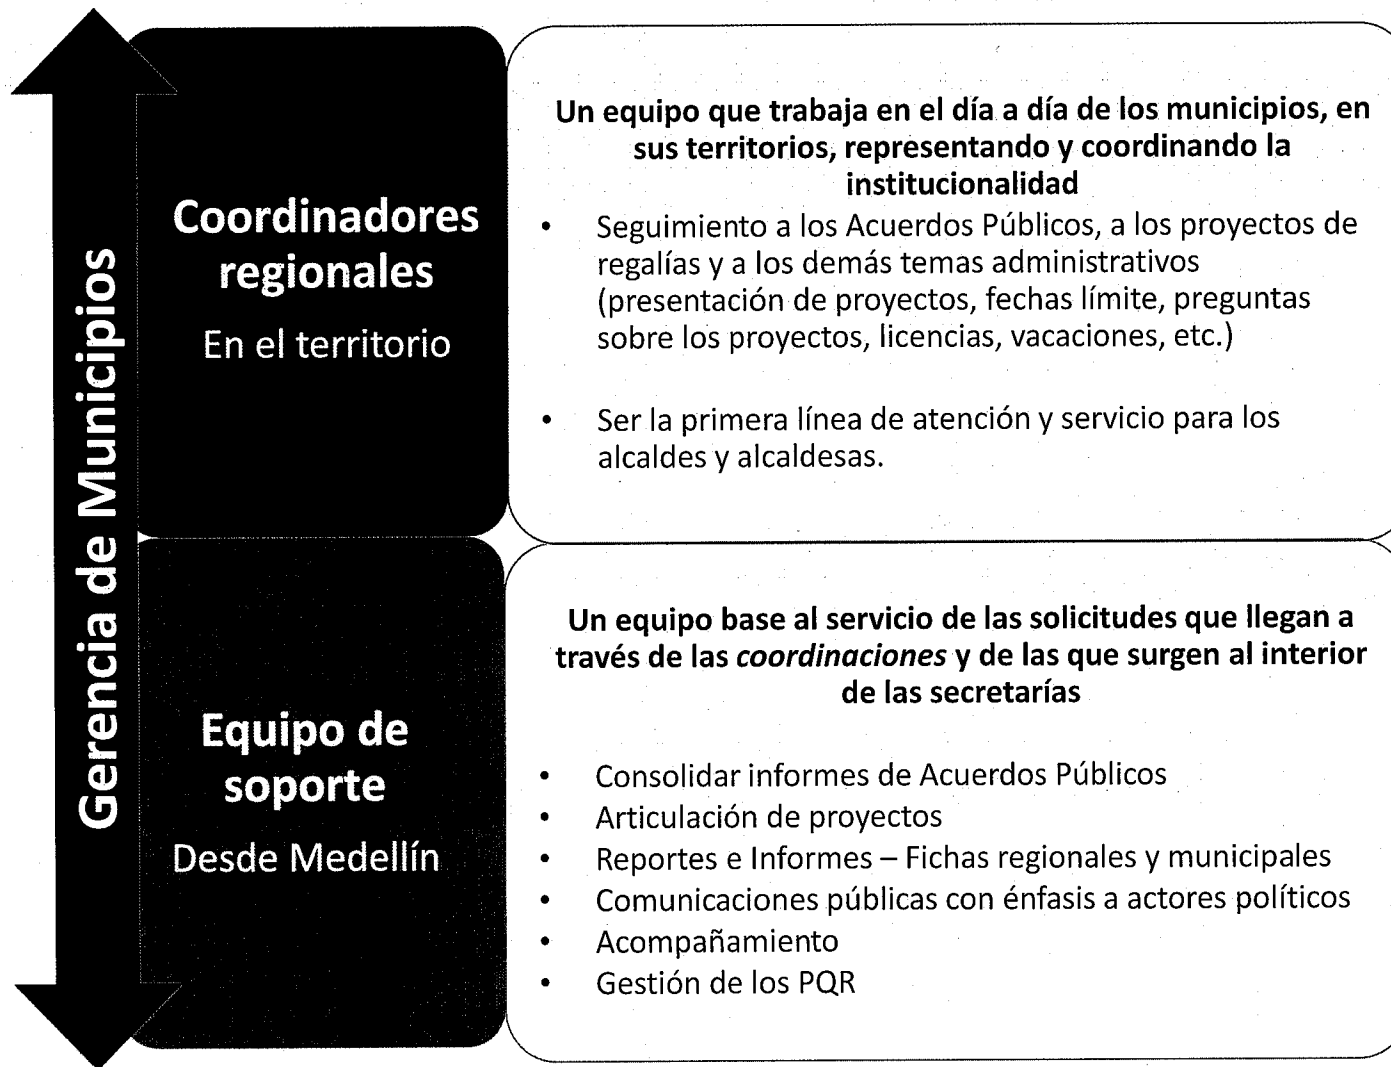 Gerencia de Municipios
Coordinadores
regionales
En el territorio
Un equipo que trabaja en el día a día de los municipios, en
sus territorios, representando y coordinando la
institucionalidad
• Seguimiento a los Acuerdos Públicos, a los proyectos de
regalías y a los demás temas administrativos
(presentación de proyectos, fechas límite, preguntas
sobre los proyectos, licencias, vacaciones, etc.)
• Ser la primera línea de atención y servicio para los
alcaldes y alcaldesas.
Equipo de
soporte
Desde Medellín
Un equipo base al servicio de las solicitudes que llegan a
través de las coordinaciones y de las que surgen al interior
de las secretarías
• Consolidar informes de Acuerdos Públicos
• Articulación de proyectos
• Reportes e Informes – Fichas regionales y municipales
• Comunicaciones públicas con énfasis a actores políticos
• Acompañamiento
• Gestión de los PQR